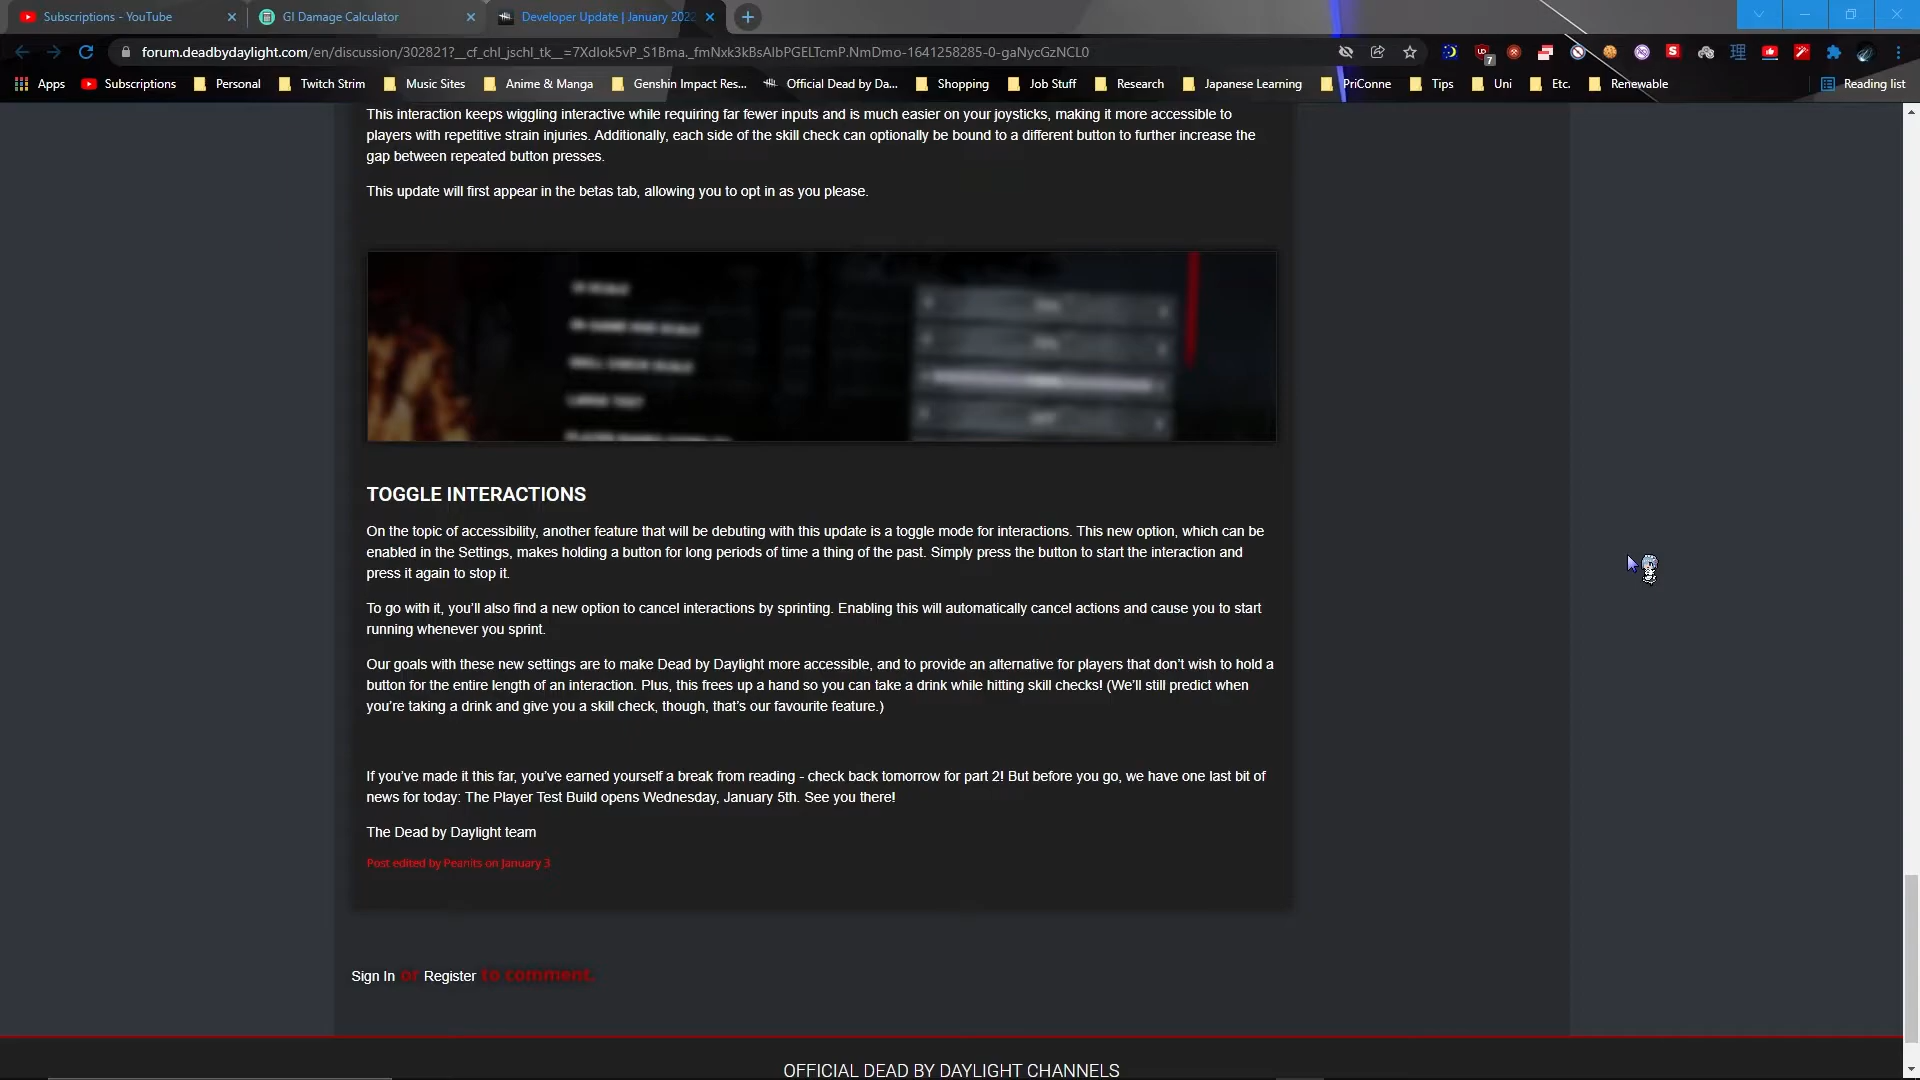 Subscriptions - YouTube
GI Damage Calculator
Developer Update | January 2022
forum.deadbydaylight.com/en/discussion/302821?__cf_chl_jschl_tk__=7XdIok5vP_S1Bma._fmNxk3kBsAlbPGELTcmP.NmDmo-1641258285-0-gaNycGzNCL0
7
Apps Subscriptions Personal Twitch Strim Music Sites Anime & Manga Genshin Impact Res... Official Dead by Da... Shopping Job Stuff Research Japanese Learning PriConne Tips Uni Etc. Renewable Reading list
This interaction keeps wiggling interactive while requiring far fewer inputs and is much easier on your joysticks, making it more accessible to
players with repetitive strain injuries. Additionally, each side of the skill check can optionally be bound to a different button to further increase the
gap between repeated button presses.
This update will first appear in the betas tab, allowing you to opt in as you please.
UI SCALE
IN-GAME HUD SCALE
SKILL CHECK SCALE
LARGE TEXT
TOGGLE INTERACTIONS
On the topic of accessibility, another feature that will be debuting with this update is a toggle mode for interactions. This new option, which can be
enabled in the Settings, makes holding a button for long periods of time a thing of the past. Simply press the button to start the interaction and
press it again to stop it.
To go with it, you'll also find a new option to cancel interactions by sprinting. Enabling this will automatically cancel actions and cause you to start
running whenever you sprint.
Our goals with these new settings are to make Dead by Daylight more accessible, and to provide an alternative for players that don't wish to hold a
button for the entire length of an interaction. Plus, this frees up a hand so you can take a drink while hitting skill checks! (We'll still predict when
you're taking a drink and give you a skill check, though, that's our favourite feature.)
If you've made it this far, you've earned yourself a break from reading - check back tomorrow for part 2! But before you go, we have one last bit of
news for today: The Player Test Build opens Wednesday, January 5th. See you there!
The Dead by Daylight team
Post edited by Peanits on January 3
Sign In or Register to comment.
OFFICIAL DEAD BY DAYLIGHT CHANNELS